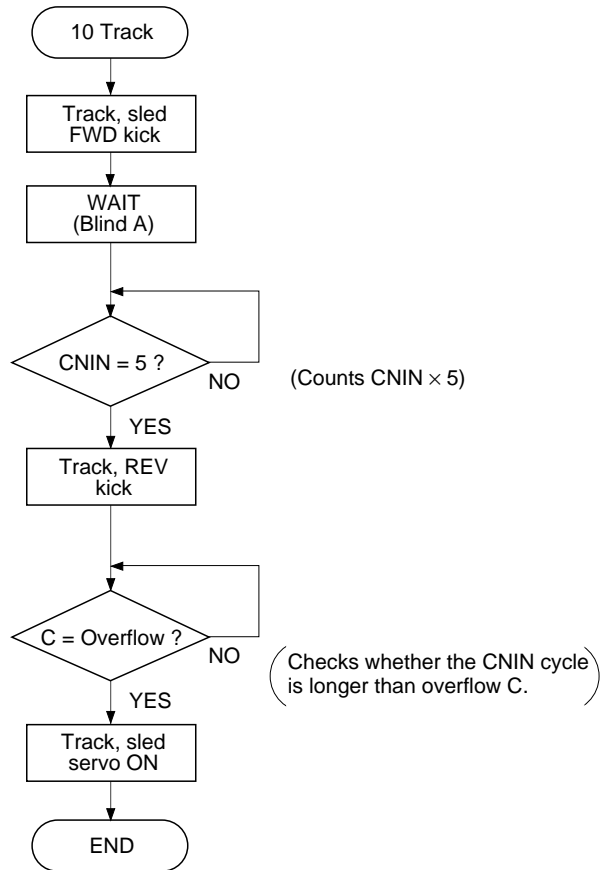 10 Track
Track, sled
FWD kick
WAIT
(Blind A)
CNIN = 5 ?
NO
(Counts CNIN × 5)
YES
Track, REV
kick
C = Overflow ?
NO
Checks whether the CNIN cycle
is longer than overflow C.
YES
Track, sled
servo ON
END